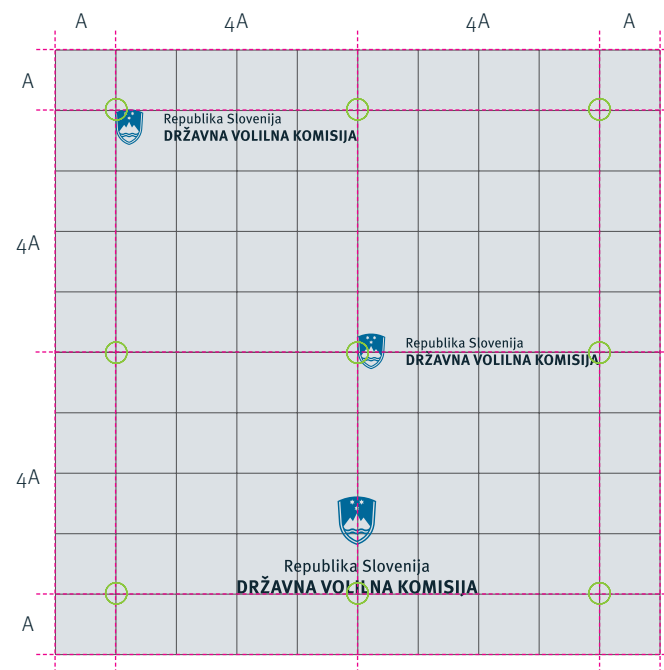 A 4A 4A A
A
Republika Slovenija
DRŽAVNA VOLILNA KOMISIJA
4A
Republika Slovenija
DRŽAVNA VOLILNA KOMISIJA
4A
Republika Slovenija
DRŽAVNA VOLILNA KOMISIJA
A